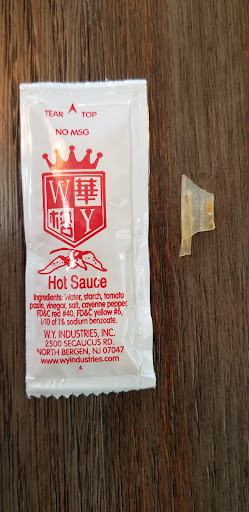 TEAR TOP
NO MSG
W 華
楊 Y
Hot Sauce
Ingredients: Water, starch, tomato
paste, vinegar, salt, cayenne pepper,
FD&C red #40, FD&C yellow #6,
1/10 of 1% sodium benzoate.
W.Y. INDUSTRIES, INC.
2500 SECAUCUS RD.
NORTH BERGEN, NJ 07047
www.wyindustries.com
4